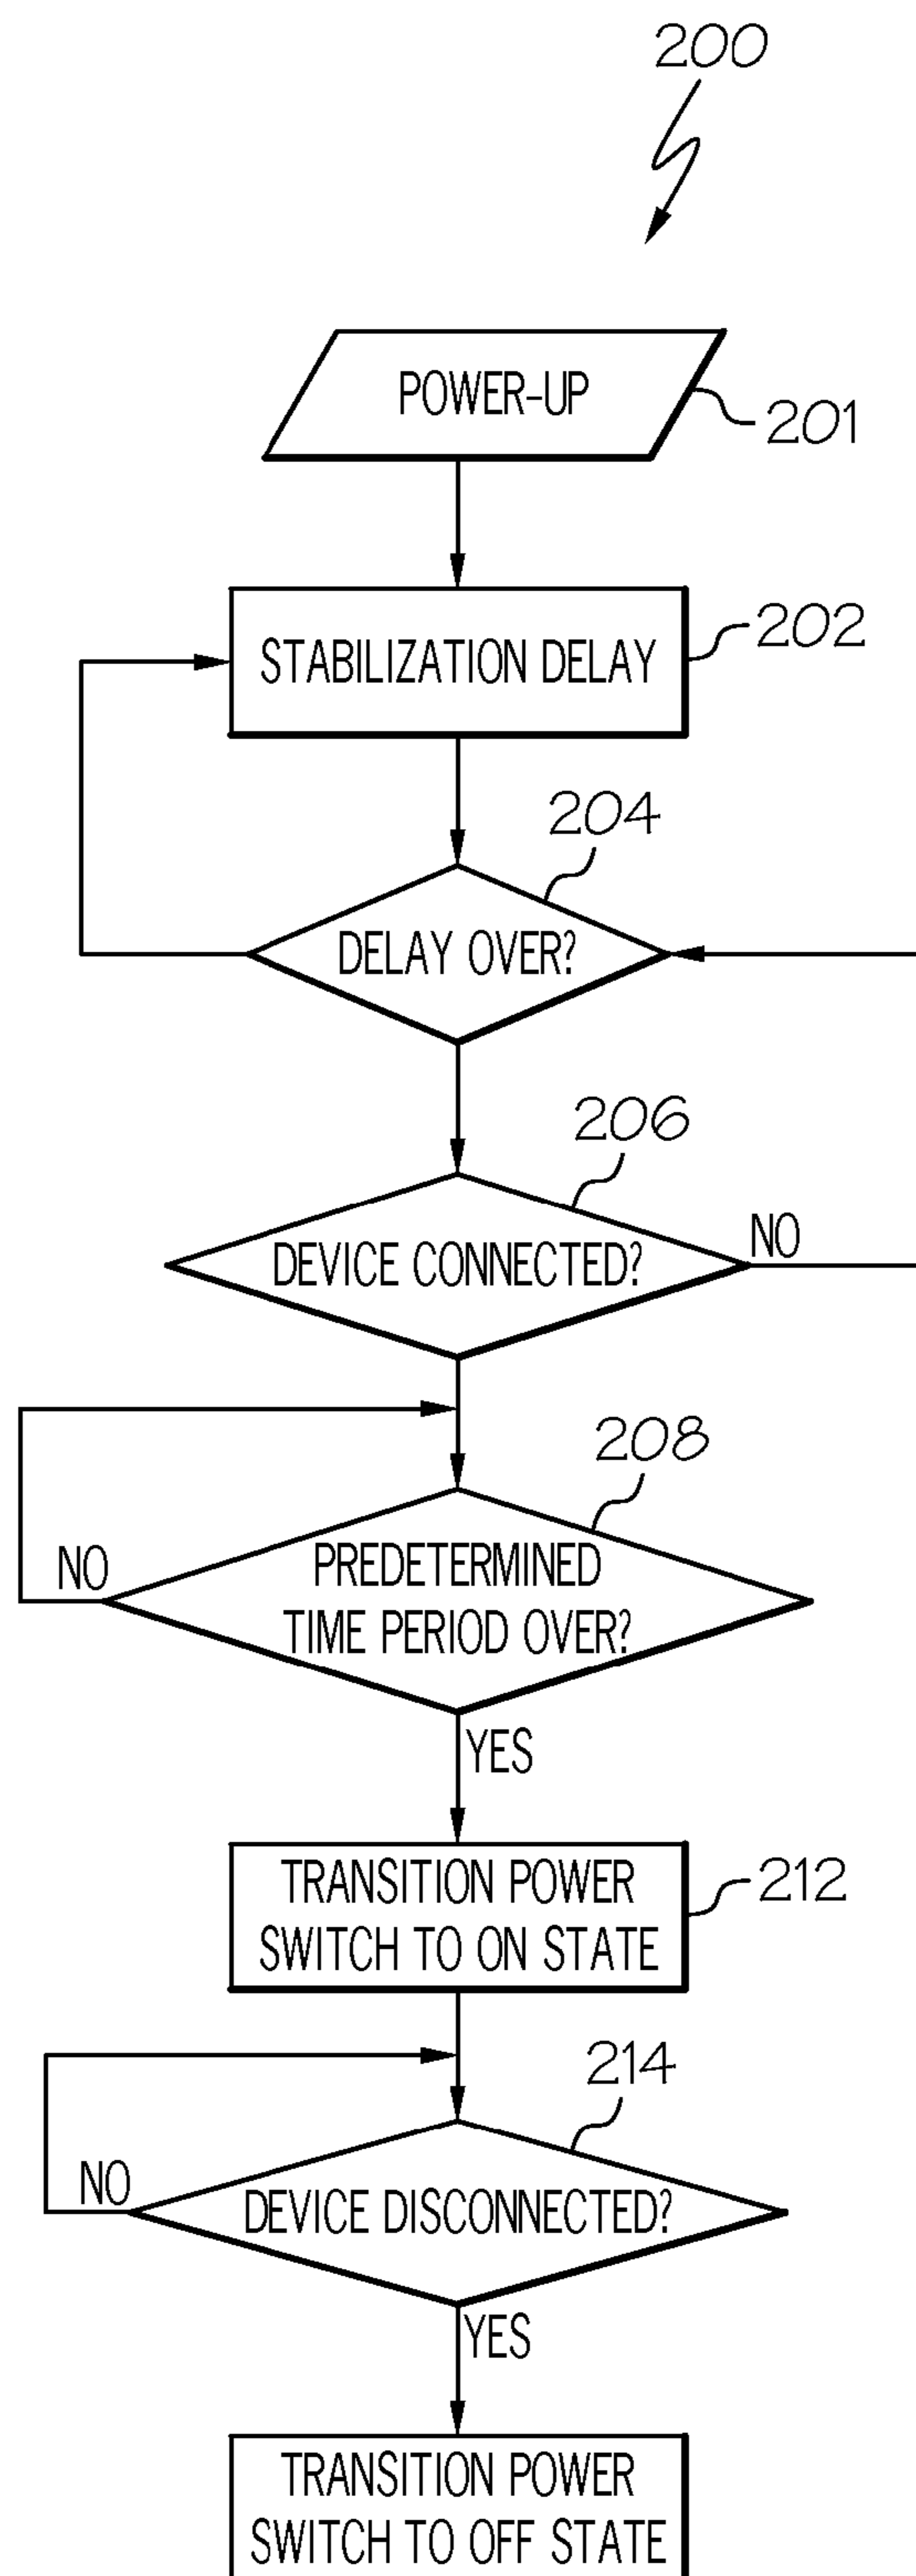 200
POWER-UP
201
STABILIZATION DELAY
202
204
DELAY OVER?
206
DEVICE CONNECTED?
NO
208
PREDETERMINED
TIME PERIOD OVER?
NO
YES
TRANSITION POWER
SWITCH TO ON STATE
212
214
DEVICE DISCONNECTED?
NO
YES
TRANSITION POWER
SWITCH TO OFF STATE